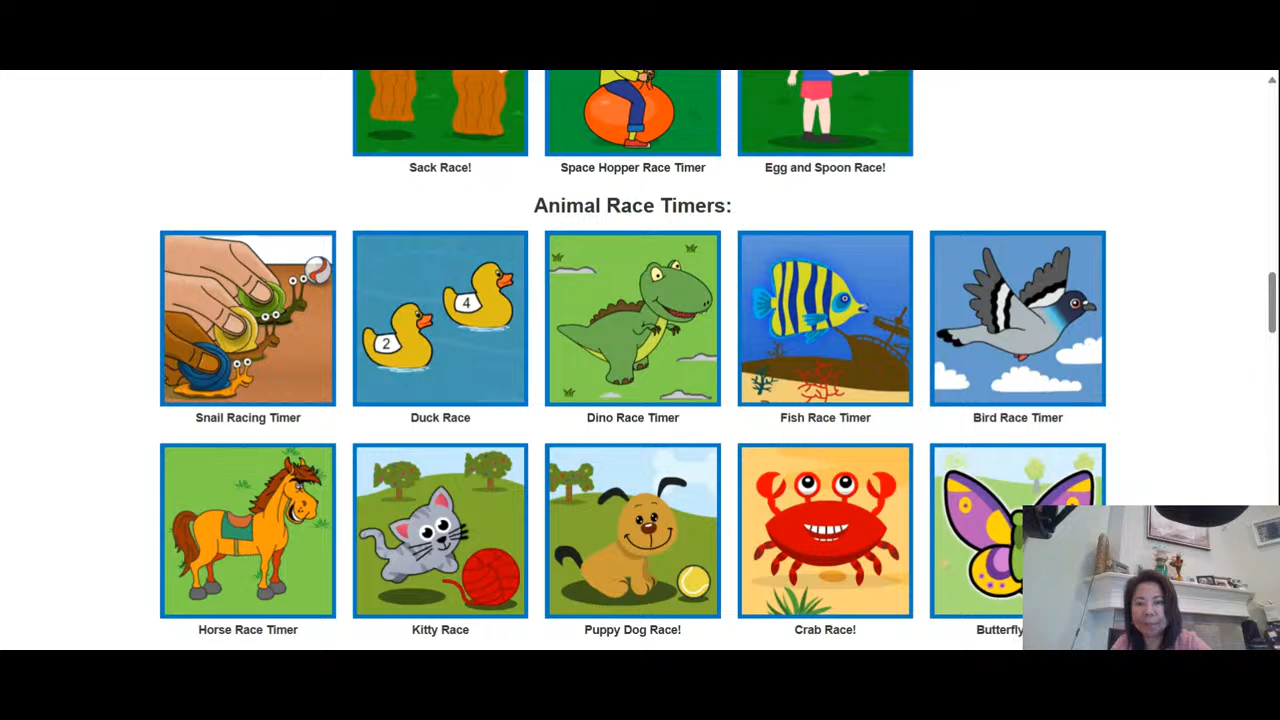 Sack Race!
Space Hopper Race Timer
Egg and Spoon Race!
Animal Race Timers:
4
2
Snail Racing Timer
Duck Race
Dino Race Timer
Fish Race Timer
Bird Race Timer
Horse Race Timer
Kitty Race
Puppy Dog Race!
Crab Race!
Butterfly